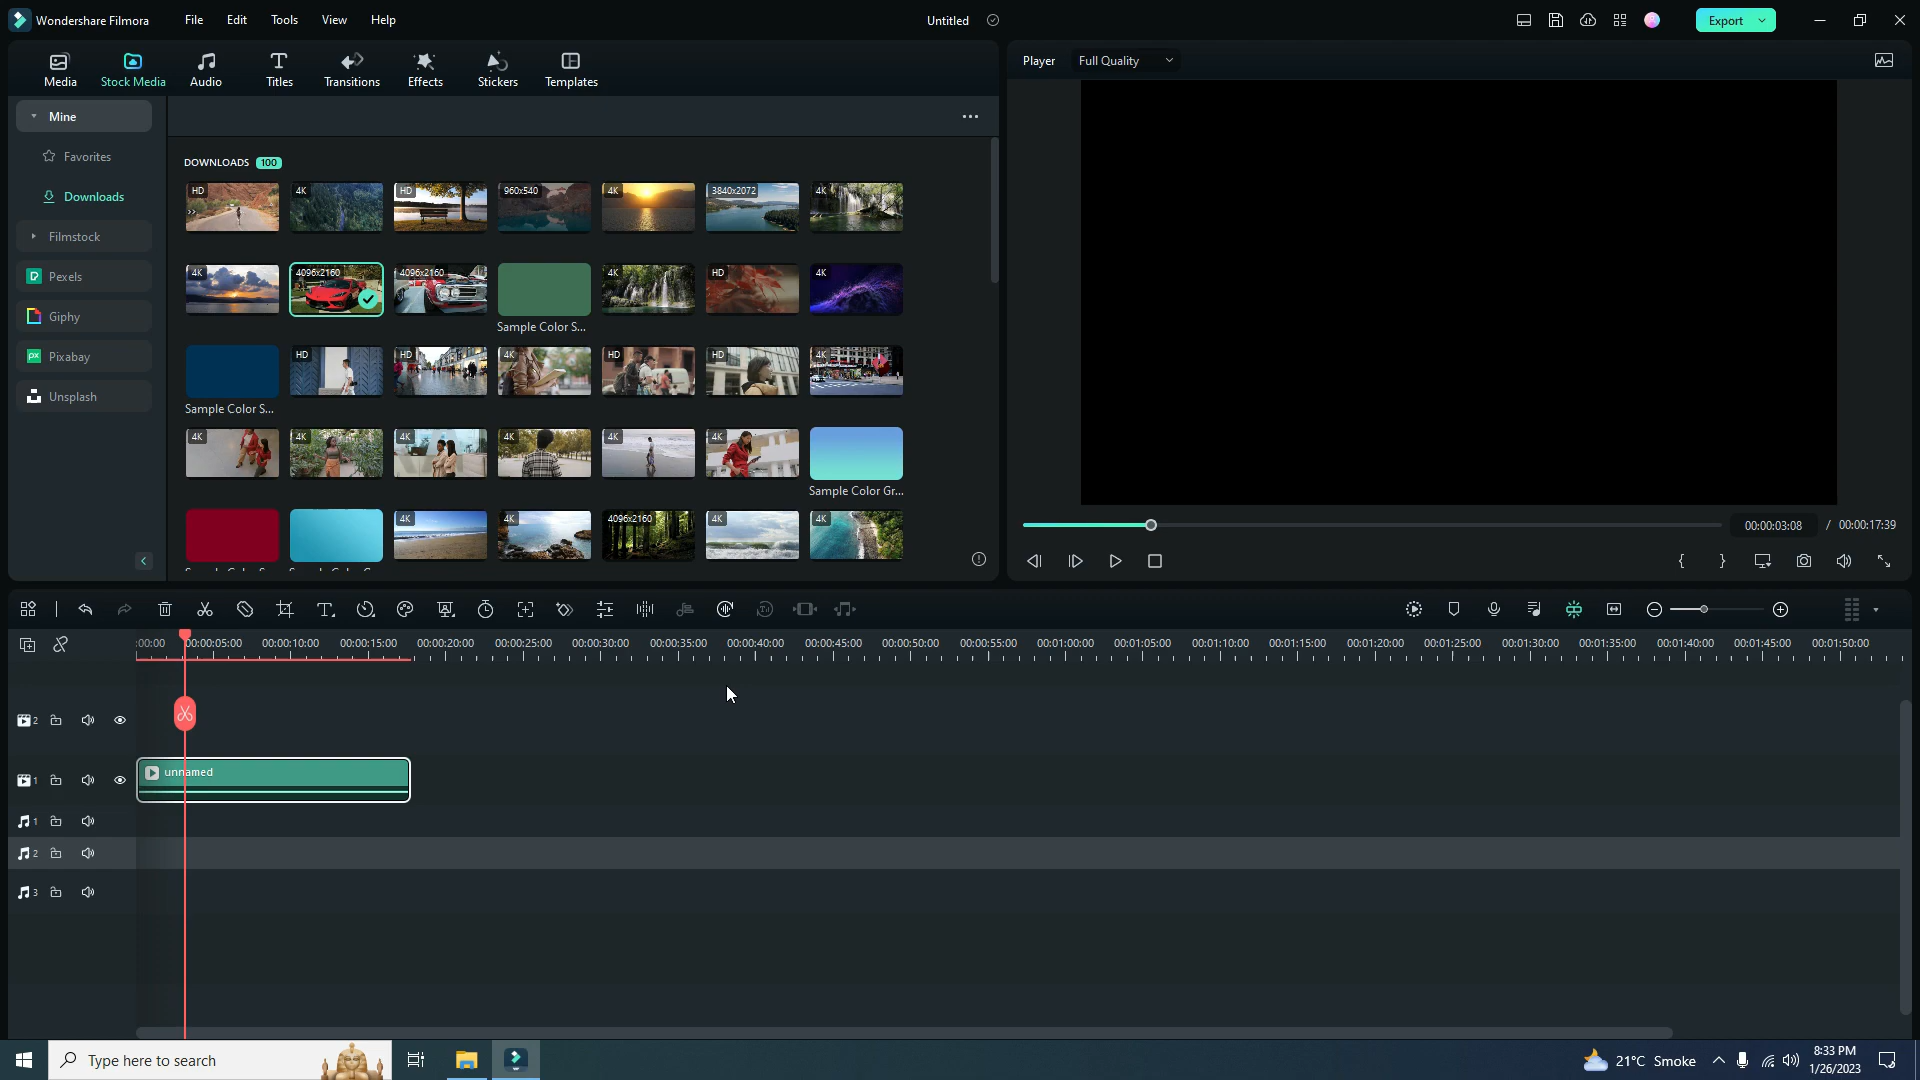 Wondershare Filmora
File Edit Tools View Help
Untitled
Export
Media
Stock Media
Audio
Titles
Transitions
Effects
Stickers
Templates
Player Full Quality
Mine
Favorites
Downloads
Filmstock
Pexels
Giphy
px Pixabay
Unsplash
DOWNLOADS 100
HD 4K HD 960x540 4K 3840x2072 4K
4K 4096x2160 4096x2160 4K HD 4K
Sample Color S...
HD HD 4K HD HD 4K
Sample Color S...
4K 4K 4K 4K 4K 4K
Sample Color Gr...
4K 4K 4096x2160 4K 4K
00:00:03:08 / 00:00:17:39
:00:00 00:00:05:00 00:00:10:00 00:00:15:00 00:00:20:00 00:00:25:00 00:00:30:00 00:00:35:00 00:00:40:00 00:00:45:00 00:00:50:00 00:00:55:00 00:01:00:00 00:01:05:00 00:01:10:00 00:01:15:00 00:01:20:00 00:01:25:00 00:01:30:00 00:01:35:00 00:01:40:00 00:01:45:00 00:01:50:00
2
1
unnamed
1
2
3
Type here to search
21°C Smoke
8:33 PM
1/26/2023